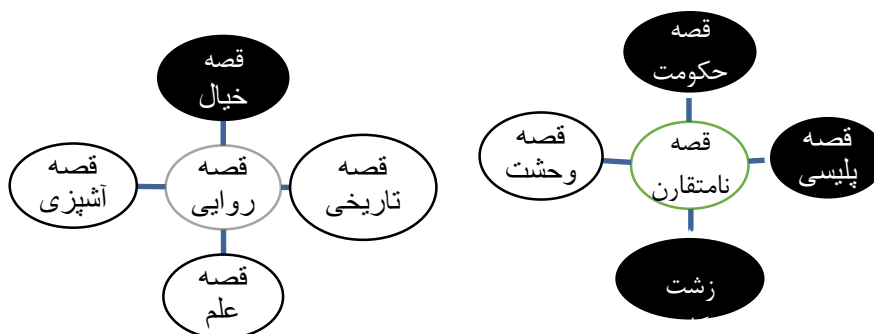 قصه
حکومت
قصه
پلیسی
قصه
نامتقارن
قصه
وحشت
زشت
قصه
خیال
قصه
تاریخی
قصه
روایی
قصه
آشپزی
قصه
علم